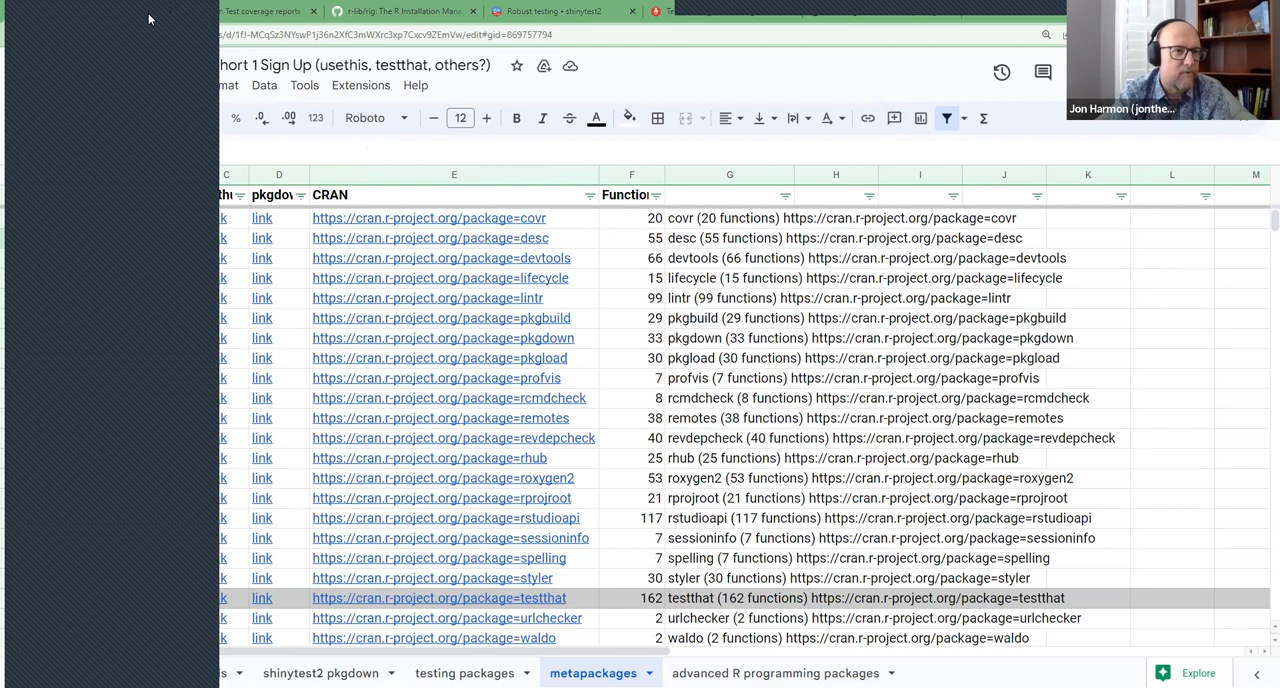 : Test coverage reports
r-lib/rig: The R Installation Mana
Robust testing • shinytest2
s/d/1fJ-MCqSz3NYswP1j36n2XfC3mWXrc3xp7Cxcv9ZEmVw/edit#gid=869757794
hort 1 Sign Up (usethis, testthat, others?)
mat Data Tools Extensions Help
% .0 .00 123 Roboto − 12 + B I S A
Jon Harmon (jonthe...
C D E F G H I J K L M
thu pkgdov CRAN Function
k link https://cran.r-project.org/package=covr 20 covr (20 functions) https://cran.r-project.org/package=covr
k link https://cran.r-project.org/package=desc 55 desc (55 functions) https://cran.r-project.org/package=desc
k link https://cran.r-project.org/package=devtools 66 devtools (66 functions) https://cran.r-project.org/package=devtools
k link https://cran.r-project.org/package=lifecycle 15 lifecycle (15 functions) https://cran.r-project.org/package=lifecycle
k link https://cran.r-project.org/package=lintr 99 lintr (99 functions) https://cran.r-project.org/package=lintr
k link https://cran.r-project.org/package=pkgbuild 29 pkgbuild (29 functions) https://cran.r-project.org/package=pkgbuild
k link https://cran.r-project.org/package=pkgdown 33 pkgdown (33 functions) https://cran.r-project.org/package=pkgdown
k link https://cran.r-project.org/package=pkgload 30 pkgload (30 functions) https://cran.r-project.org/package=pkgload
k link https://cran.r-project.org/package=profvis 7 profvis (7 functions) https://cran.r-project.org/package=profvis
k link https://cran.r-project.org/package=rcmdcheck 8 rcmdcheck (8 functions) https://cran.r-project.org/package=rcmdcheck
k link https://cran.r-project.org/package=remotes 38 remotes (38 functions) https://cran.r-project.org/package=remotes
k link https://cran.r-project.org/package=revdepcheck 40 revdepcheck (40 functions) https://cran.r-project.org/package=revdepcheck
k link https://cran.r-project.org/package=rhub 25 rhub (25 functions) https://cran.r-project.org/package=rhub
k link https://cran.r-project.org/package=roxygen2 53 roxygen2 (53 functions) https://cran.r-project.org/package=roxygen2
k link https://cran.r-project.org/package=rprojroot 21 rprojroot (21 functions) https://cran.r-project.org/package=rprojroot
k link https://cran.r-project.org/package=rstudioapi 117 rstudioapi (117 functions) https://cran.r-project.org/package=rstudioapi
k link https://cran.r-project.org/package=sessioninfo 7 sessioninfo (7 functions) https://cran.r-project.org/package=sessioninfo
k link https://cran.r-project.org/package=spelling 7 spelling (7 functions) https://cran.r-project.org/package=spelling
k link https://cran.r-project.org/package=styler 30 styler (30 functions) https://cran.r-project.org/package=styler
k link https://cran.r-project.org/package=testthat 162 testthat (162 functions) https://cran.r-project.org/package=testthat
k link https://cran.r-project.org/package=urlchecker 2 urlchecker (2 functions) https://cran.r-project.org/package=urlchecker
k link https://cran.r-project.org/package=waldo 2 waldo (2 functions) https://cran.r-project.org/package=waldo
is shinytest2 pkgdown testing packages metapackages advanced R programming packages Explore